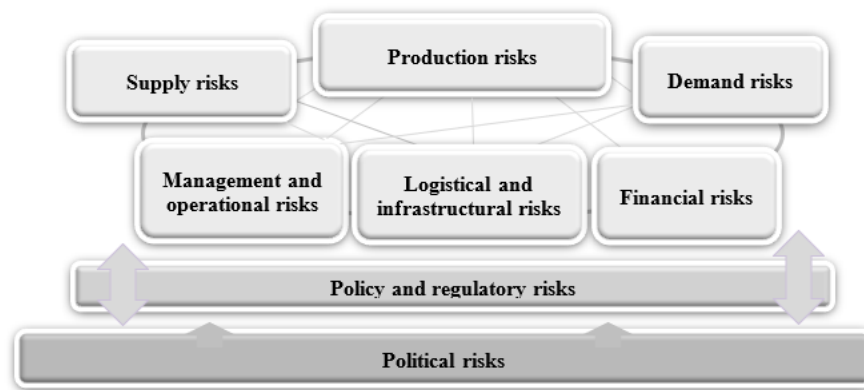 Production risks
Supply risks
Demand risks
Management and
operational risks
Logistical and
infrastructural risks
Financial risks
Policy and regulatory risks
Political risks